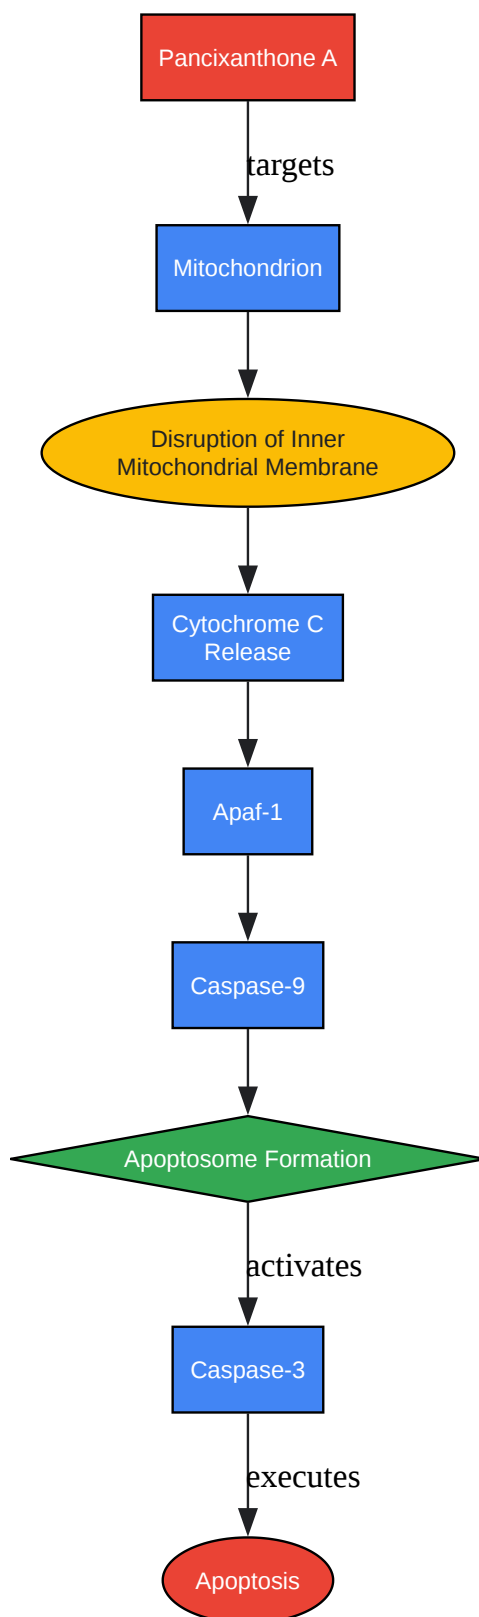 Pancixanthone A
targets
Mitochondrion
Disruption of Inner
Mitochondrial Membrane
Cytochrome C
Release
Apaf-1
Caspase-9
Apoptosome Formation
activates
Caspase-3
executes
Apoptosis